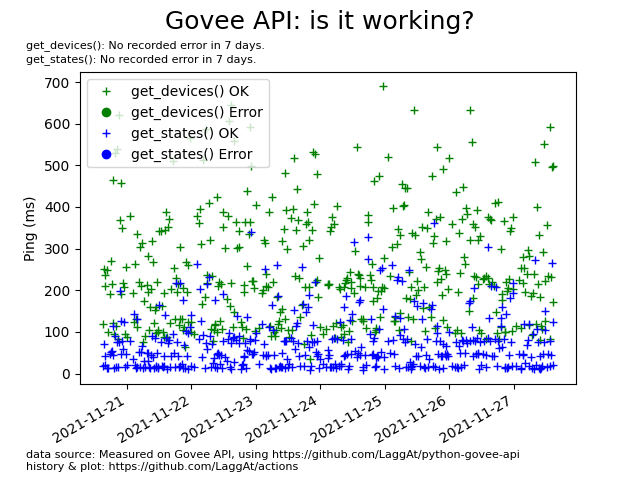 Govee API: is it working?
get_devices(): No recorded error in 7 days.
get_states(): No recorded error in 7 days.
700
600
500
400
300
200
100
0
Ping (ms)
get_devices() OK
get_devices() Error
get_states() OK
get_states() Error
2021-11-21
2021-11-22
2021-11-23
2021-11-24
2021-11-25
2021-11-26
2021-11-27
data source: Measured on Govee API, using https://github.com/LaggAt/python-govee-api
history & plot: https://github.com/LaggAt/actions